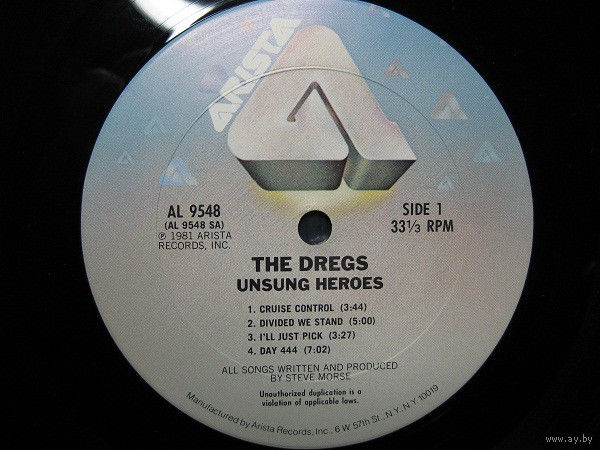 ARISTA
AL 9548
(AL 9548 SA)
℗ 1981 ARISTA
RECORDS, INC.
SIDE 1
33 1/3 RPM
THE DREGS
UNSUNG HEROES
1. CRUISE CONTROL (3:44)
2. DIVIDED WE STAND (5:00)
3. I'LL JUST PICK (3:27)
4. DAY 444 (7:02)
ALL SONGS WRITTEN AND PRODUCED
BY STEVE MORSE
Unauthorized duplication is a
violation of applicable laws.
Manufactured by Arista Records, Inc., 6 W 57th St., N.Y. N.Y. 10019
www.ay.by